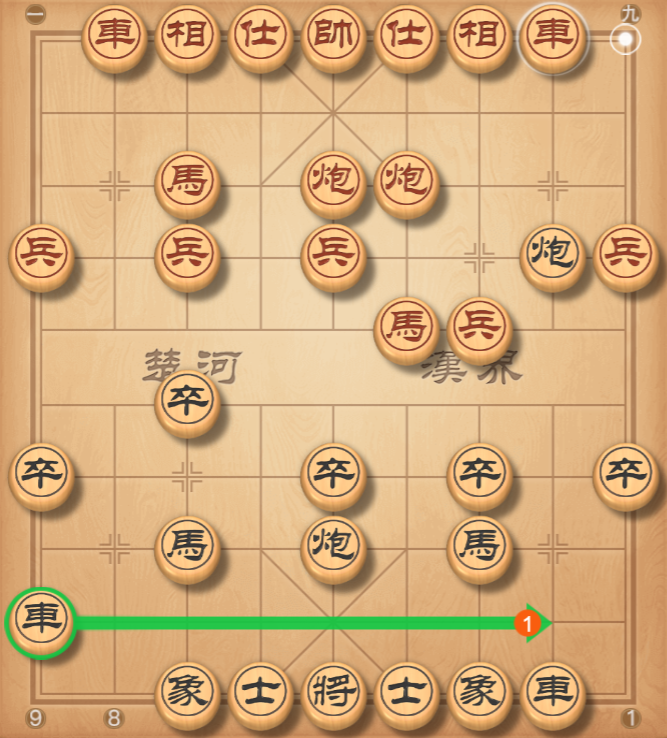 一 九
車 相 仕 帥 仕 相 車
馬 炮 炮
兵 兵 兵 炮 兵
馬 兵
楚河 漢界
卒
卒 卒 卒 卒
馬 炮 馬
車 1
象 士 將 士 象 車
9 8 1